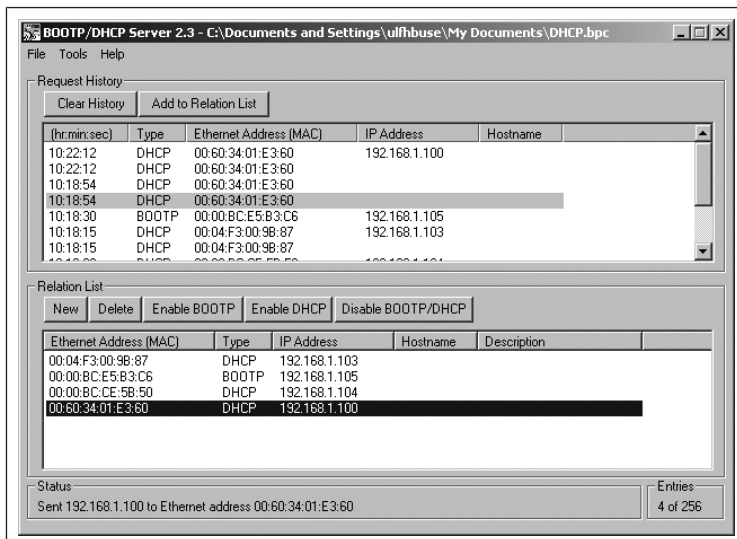 BOOTP/DHCP Server 2.3 - C:\Documents and Settings\ulfhbuse\My Documents\DHCP.bpc
File Tools Help
Request History
Clear History Add to Relation List
(hr:min:sec) Type Ethernet Address (MAC) IP Address Hostname
10:22:12 DHCP 00:60:34:01:E3:60 192.168.1.100
10:22:12 DHCP 00:60:34:01:E3:60
10:18:54 DHCP 00:60:34:01:E3:60
10:18:54 DHCP 00:60:34:01:E3:60
10:18:30 BOOTP 00:00:BC:E5:B3:C6 192.168.1.105
10:18:15 DHCP 00:04:F3:00:9B:87 192.168.1.103
10:18:15 DHCP 00:04:F3:00:9B:87
Relation List
New Delete Enable BOOTP Enable DHCP Disable BOOTP/DHCP
Ethernet Address (MAC) Type IP Address Hostname Description
00:04:F3:00:9B:87 DHCP 192.168.1.103
00:00:BC:E5:B3:C6 BOOTP 192.168.1.105
00:00:BC:CE:5B:50 DHCP 192.168.1.104
00:60:34:01:E3:60 DHCP 192.168.1.100
Status
Entries
Sent 192.168.1.100 to Ethernet address 00:60:34:01:E3:60
4 of 256